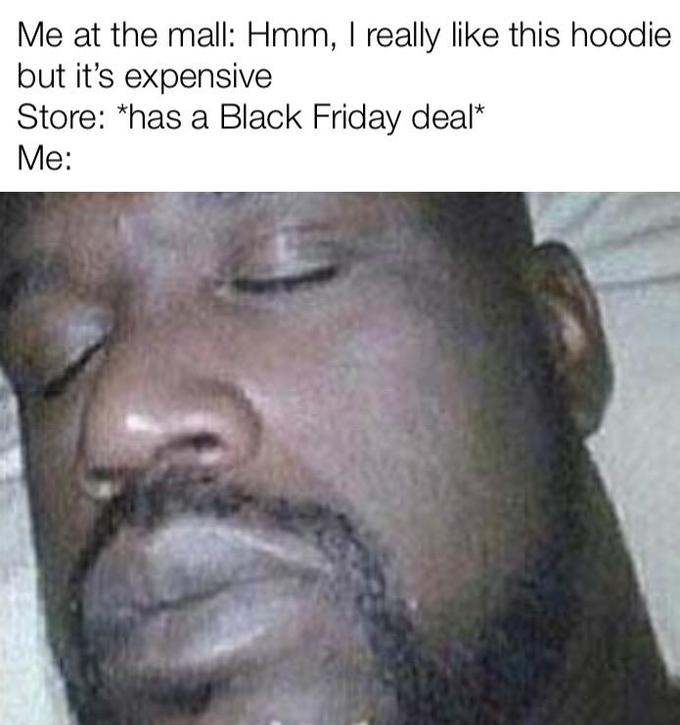 Me at the mall: Hmm, I really like this hoodie
but it’s expensive
Store: *has a Black Friday deal*
Me: